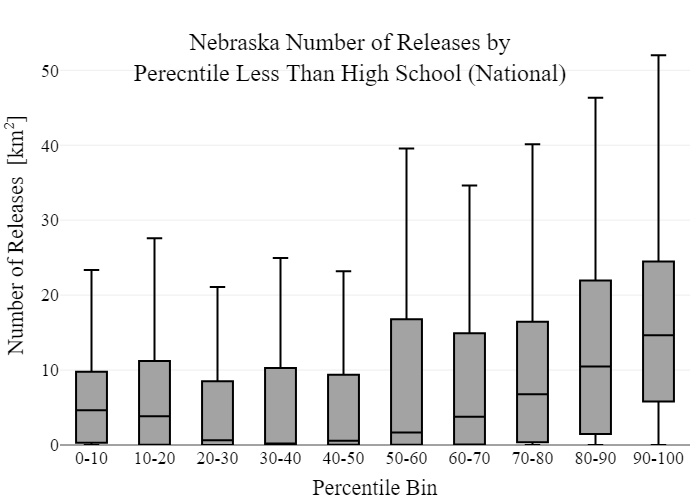 Nebraska Number of Releases by
Perecntile Less Than High School (National)
Number of Releases [km²]
50
40
30
20
10
0
0-10 10-20 20-30 30-40 40-50 50-60 60-70 70-80 80-90 90-100
Percentile Bin